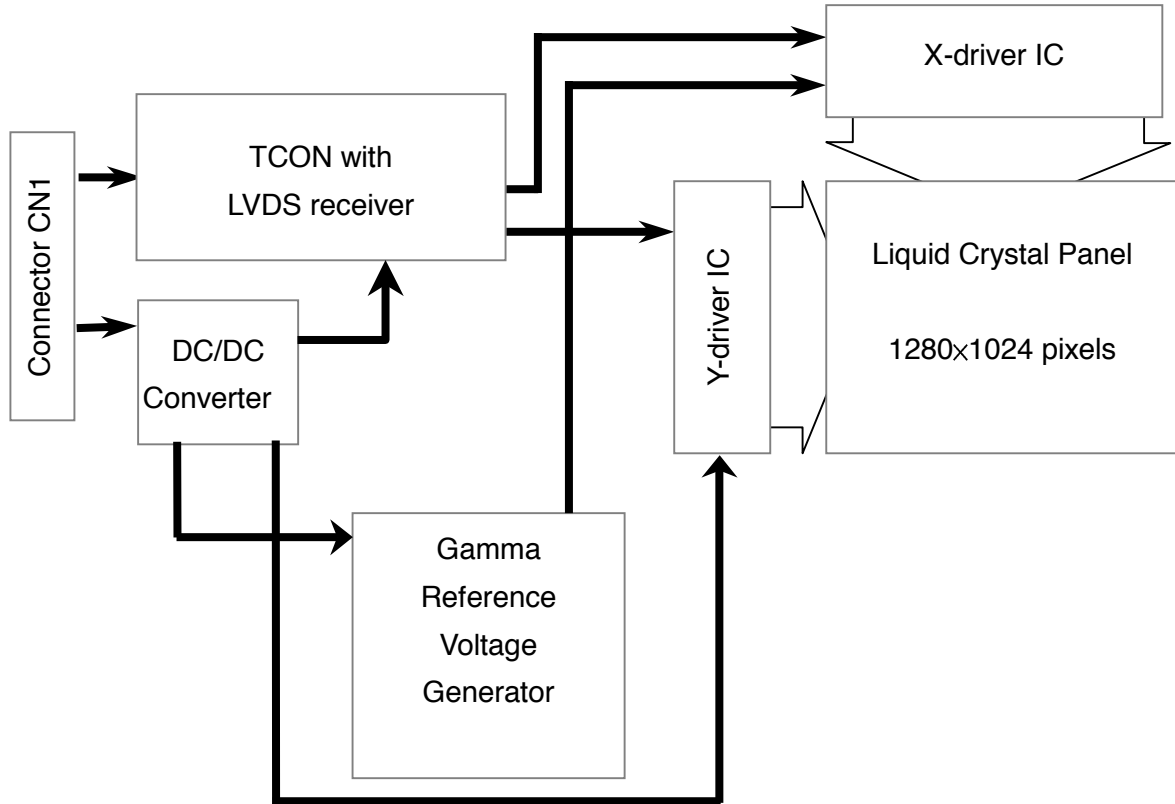 X-driver IC
TCON with
LVDS receiver
Connector CN1
Y-driver IC
Liquid Crystal Panel
1280×1024 pixels
DC/DC
Converter
Gamma
Reference
Voltage
Generator